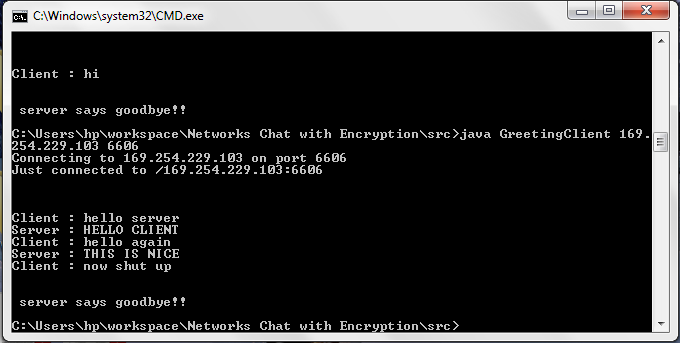 C:\Windows\system32\CMD.exe
Client : hi
server says goodbye!!
C:\Users\hp\workspace\Networks Chat with Encryption\src>java GreetingClient 169.
254.229.103 6606
Connecting to 169.254.229.103 on port 6606
Just connected to /169.254.229.103:6606
Client : hello server
Server : HELLO CLIENT
Client : hello again
Server : THIS IS NICE
Client : now shut up
server says goodbye!!
C:\Users\hp\workspace\Networks Chat with Encryption\src>